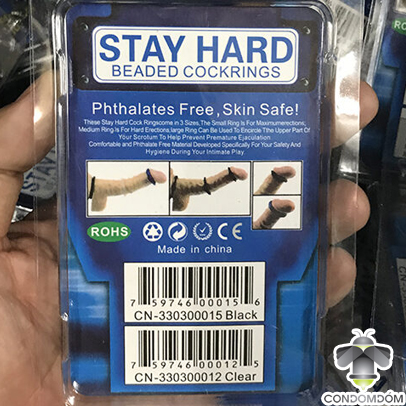 STAY HARD
BEADED COCKRINGS
Phthalates Free ,Skin Safe!
These Stay Hard Cock Ringscome in 3 Sizes,The Small Ring Is for Maximumerections;
Medium Ring Is For Hard Erections,large Ring Can Be Used To Encircle The Upper Part Of
Your Scrotum To Help Prevent Premature Ejaculation
Comfortable and Phthalate Free Material Developed Specifically For Your Safety And
Hygiene During Your Intimate Play.
ROHS
CE
Made in china
7 59746 00015 6
CN-330300015 Black
7 59746 00012 5
CN-330300012 Clear
CONDOMDOM